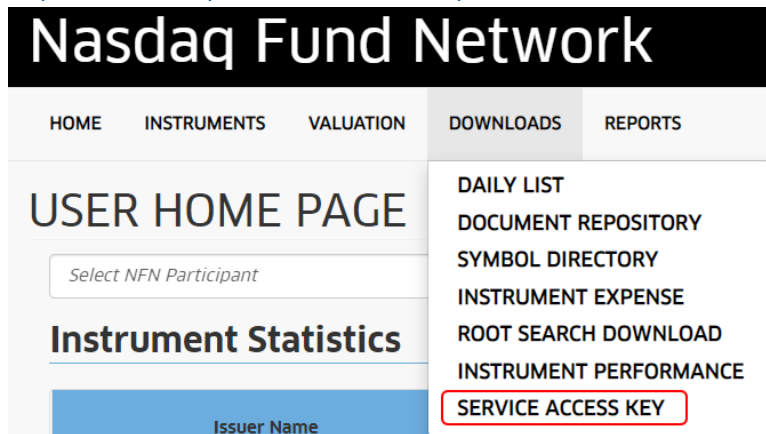 Nasdaq Fund Network
HOME INSTRUMENTS VALUATION DOWNLOADS REPORTS
USER HOME PAGE
Select NFN Participant
Instrument Statistics
Issuer Name
DAILY LIST
DOCUMENT REPOSITORY
SYMBOL DIRECTORY
INSTRUMENT EXPENSE
ROOT SEARCH DOWNLOAD
INSTRUMENT PERFORMANCE
SERVICE ACCESS KEY